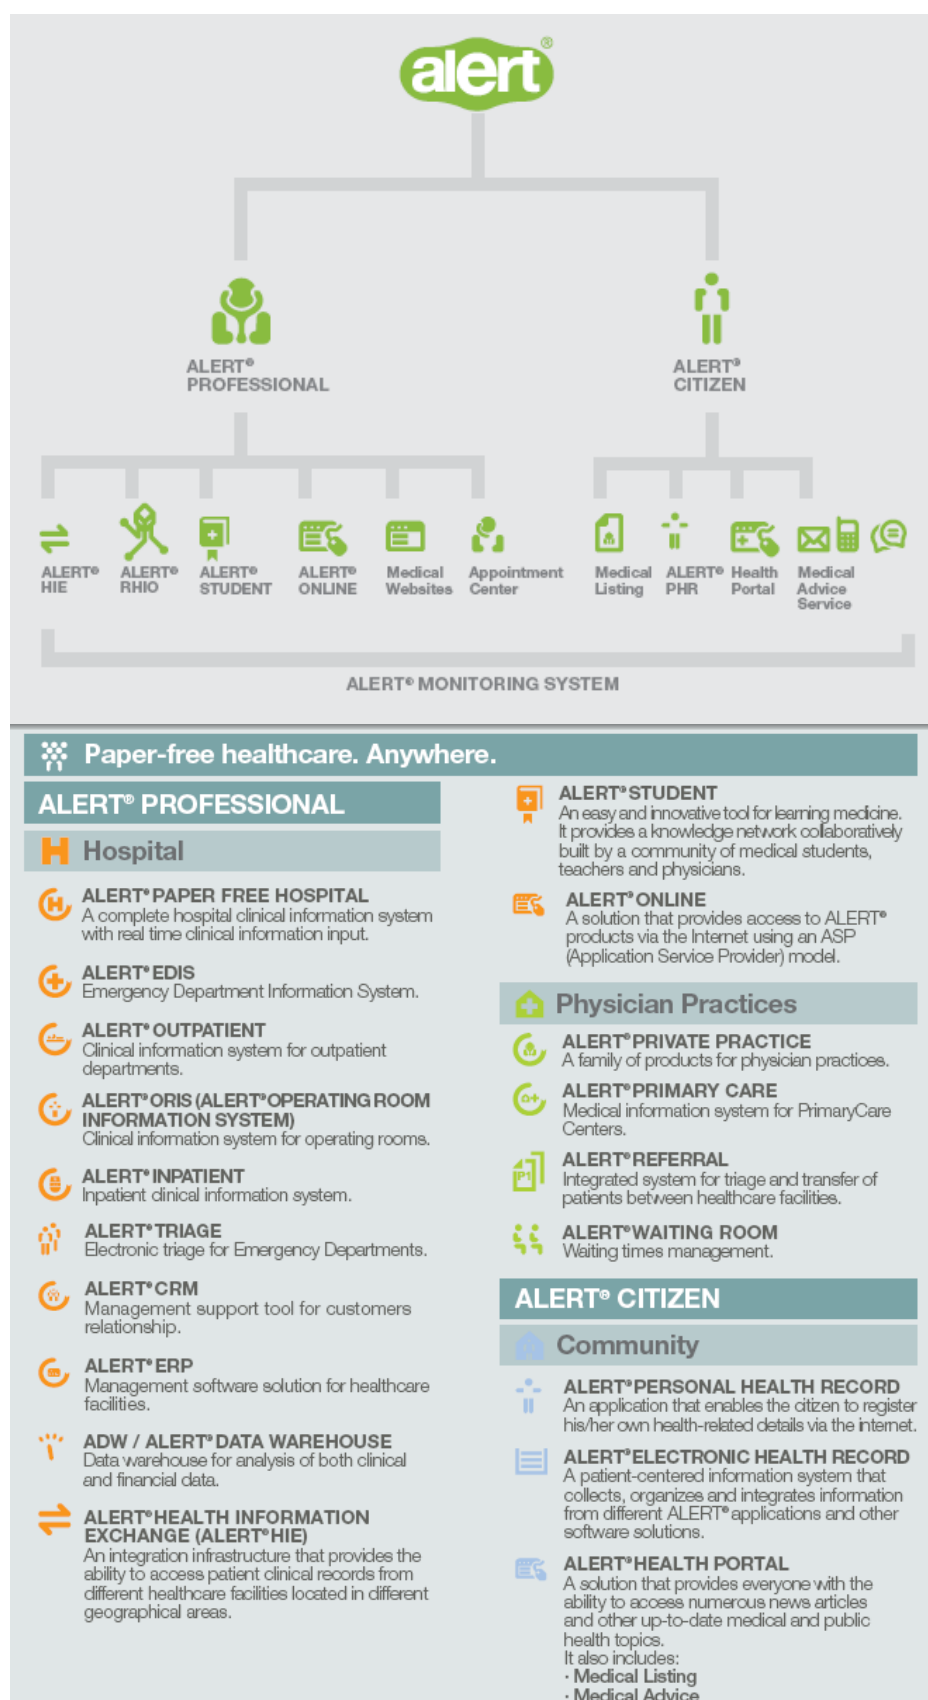 alert®
ALERT®
PROFESSIONAL
ALERT®
CITIZEN
ALERT®
HIE
ALERT®
RHIO
ALERT®
STUDENT
ALERT®
ONLINE
Medical
Websites
Appointment
Center
Medical
Listing
ALERT®
PHR
Health
Portal
Medical
Advice
Service
ALERT® MONITORING SYSTEM
Paper-free healthcare. Anywhere.
ALERT® PROFESSIONAL
H Hospital
ALERT® PAPER FREE HOSPITAL
A complete hospital clinical information system
with real time clinical information input.
ALERT® EDIS
Emergency Department Information System.
ALERT® OUTPATIENT
Clinical information system for outpatient
departments.
ALERT® ORIS (ALERT® OPERATING ROOM
INFORMATION SYSTEM)
Clinical information system for operating rooms.
ALERT® INPATIENT
Inpatient clinical information system.
ALERT® TRIAGE
Electronic triage for Emergency Departments.
ALERT® CRM
Management support tool for customers
relationship.
ALERT® ERP
Management software solution for healthcare
facilities.
ADW / ALERT® DATA WAREHOUSE
Data warehouse for analysis of both clinical
and financial data.
ALERT® HEALTH INFORMATION
EXCHANGE (ALERT® HIE)
An integration infrastructure that provides the
ability to access patient clinical records from
different healthcare facilities located in different
geographical areas.
ALERT® STUDENT
An easy and innovative tool for learning medicine.
It provides a knowledge network collaboratively
built by a community of medical students,
teachers and physicians.
ALERT® ONLINE
A solution that provides access to ALERT®
products via the Internet using an ASP
(Application Service Provider) model.
Physician Practices
ALERT® PRIVATE PRACTICE
A family of products for physician practices.
ALERT® PRIMARY CARE
Medical information system for PrimaryCare
Centers.
P1
ALERT® REFERRAL
Integrated system for triage and transfer of
patients between healthcare facilities.
ALERT® WAITING ROOM
Waiting times management.
ALERT® CITIZEN
Community
ALERT® PERSONAL HEALTH RECORD
An application that enables the citizen to register
his/her own health-related details via the internet.
ALERT® ELECTRONIC HEALTH RECORD
A patient-centered information system that
collects, organizes and integrates information
from different ALERT® applications and other
software solutions.
ALERT® HEALTH PORTAL
A solution that provides everyone with the
ability to access numerous news articles
and other up-to-date medical and public
health topics.
It also includes:
· Medical Listing
· Medical Advice